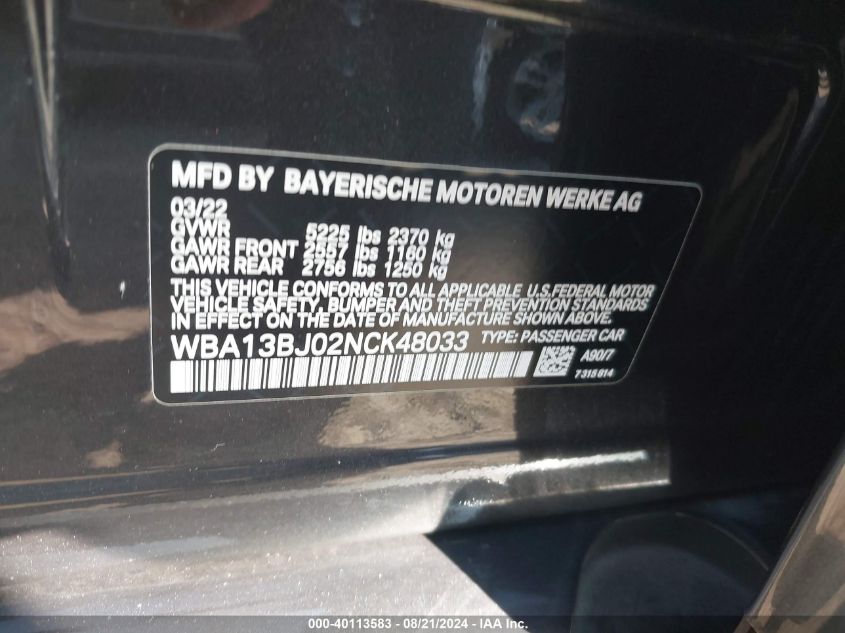 MFD BY BAYERISCHE MOTOREN WERKE AG
03/22
GVWR 5225 lbs 2370 kg
GAWR FRONT 2557 lbs 1160 kg
GAWR REAR 2756 lbs 1250 kg
THIS VEHICLE CONFORMS TO ALL APPLICABLE U.S.FEDERAL MOTOR
VEHICLE SAFETY, BUMPER AND THEFT PREVENTION STANDARDS
IN EFFECT ON THE DATE OF MANUFACTURE SHOWN ABOVE.
WBA13BJ02NCK48033 TYPE: PASSENGER CAR
A90/7
7315814
000-40113583 - 08/21/2024 - IAA Inc.